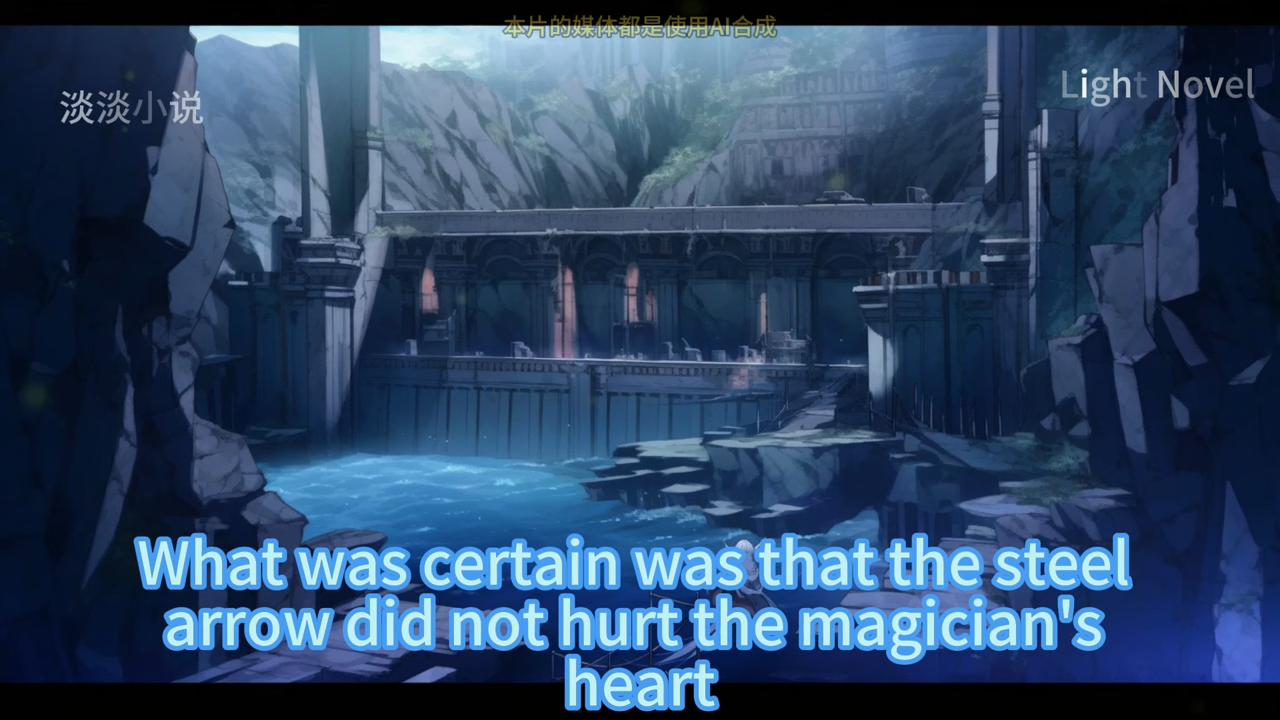 本片的媒体都是使用AI合成
淡淡小说
Light Novel
What was certain was that the steel
arrow did not hurt the magician's
heart